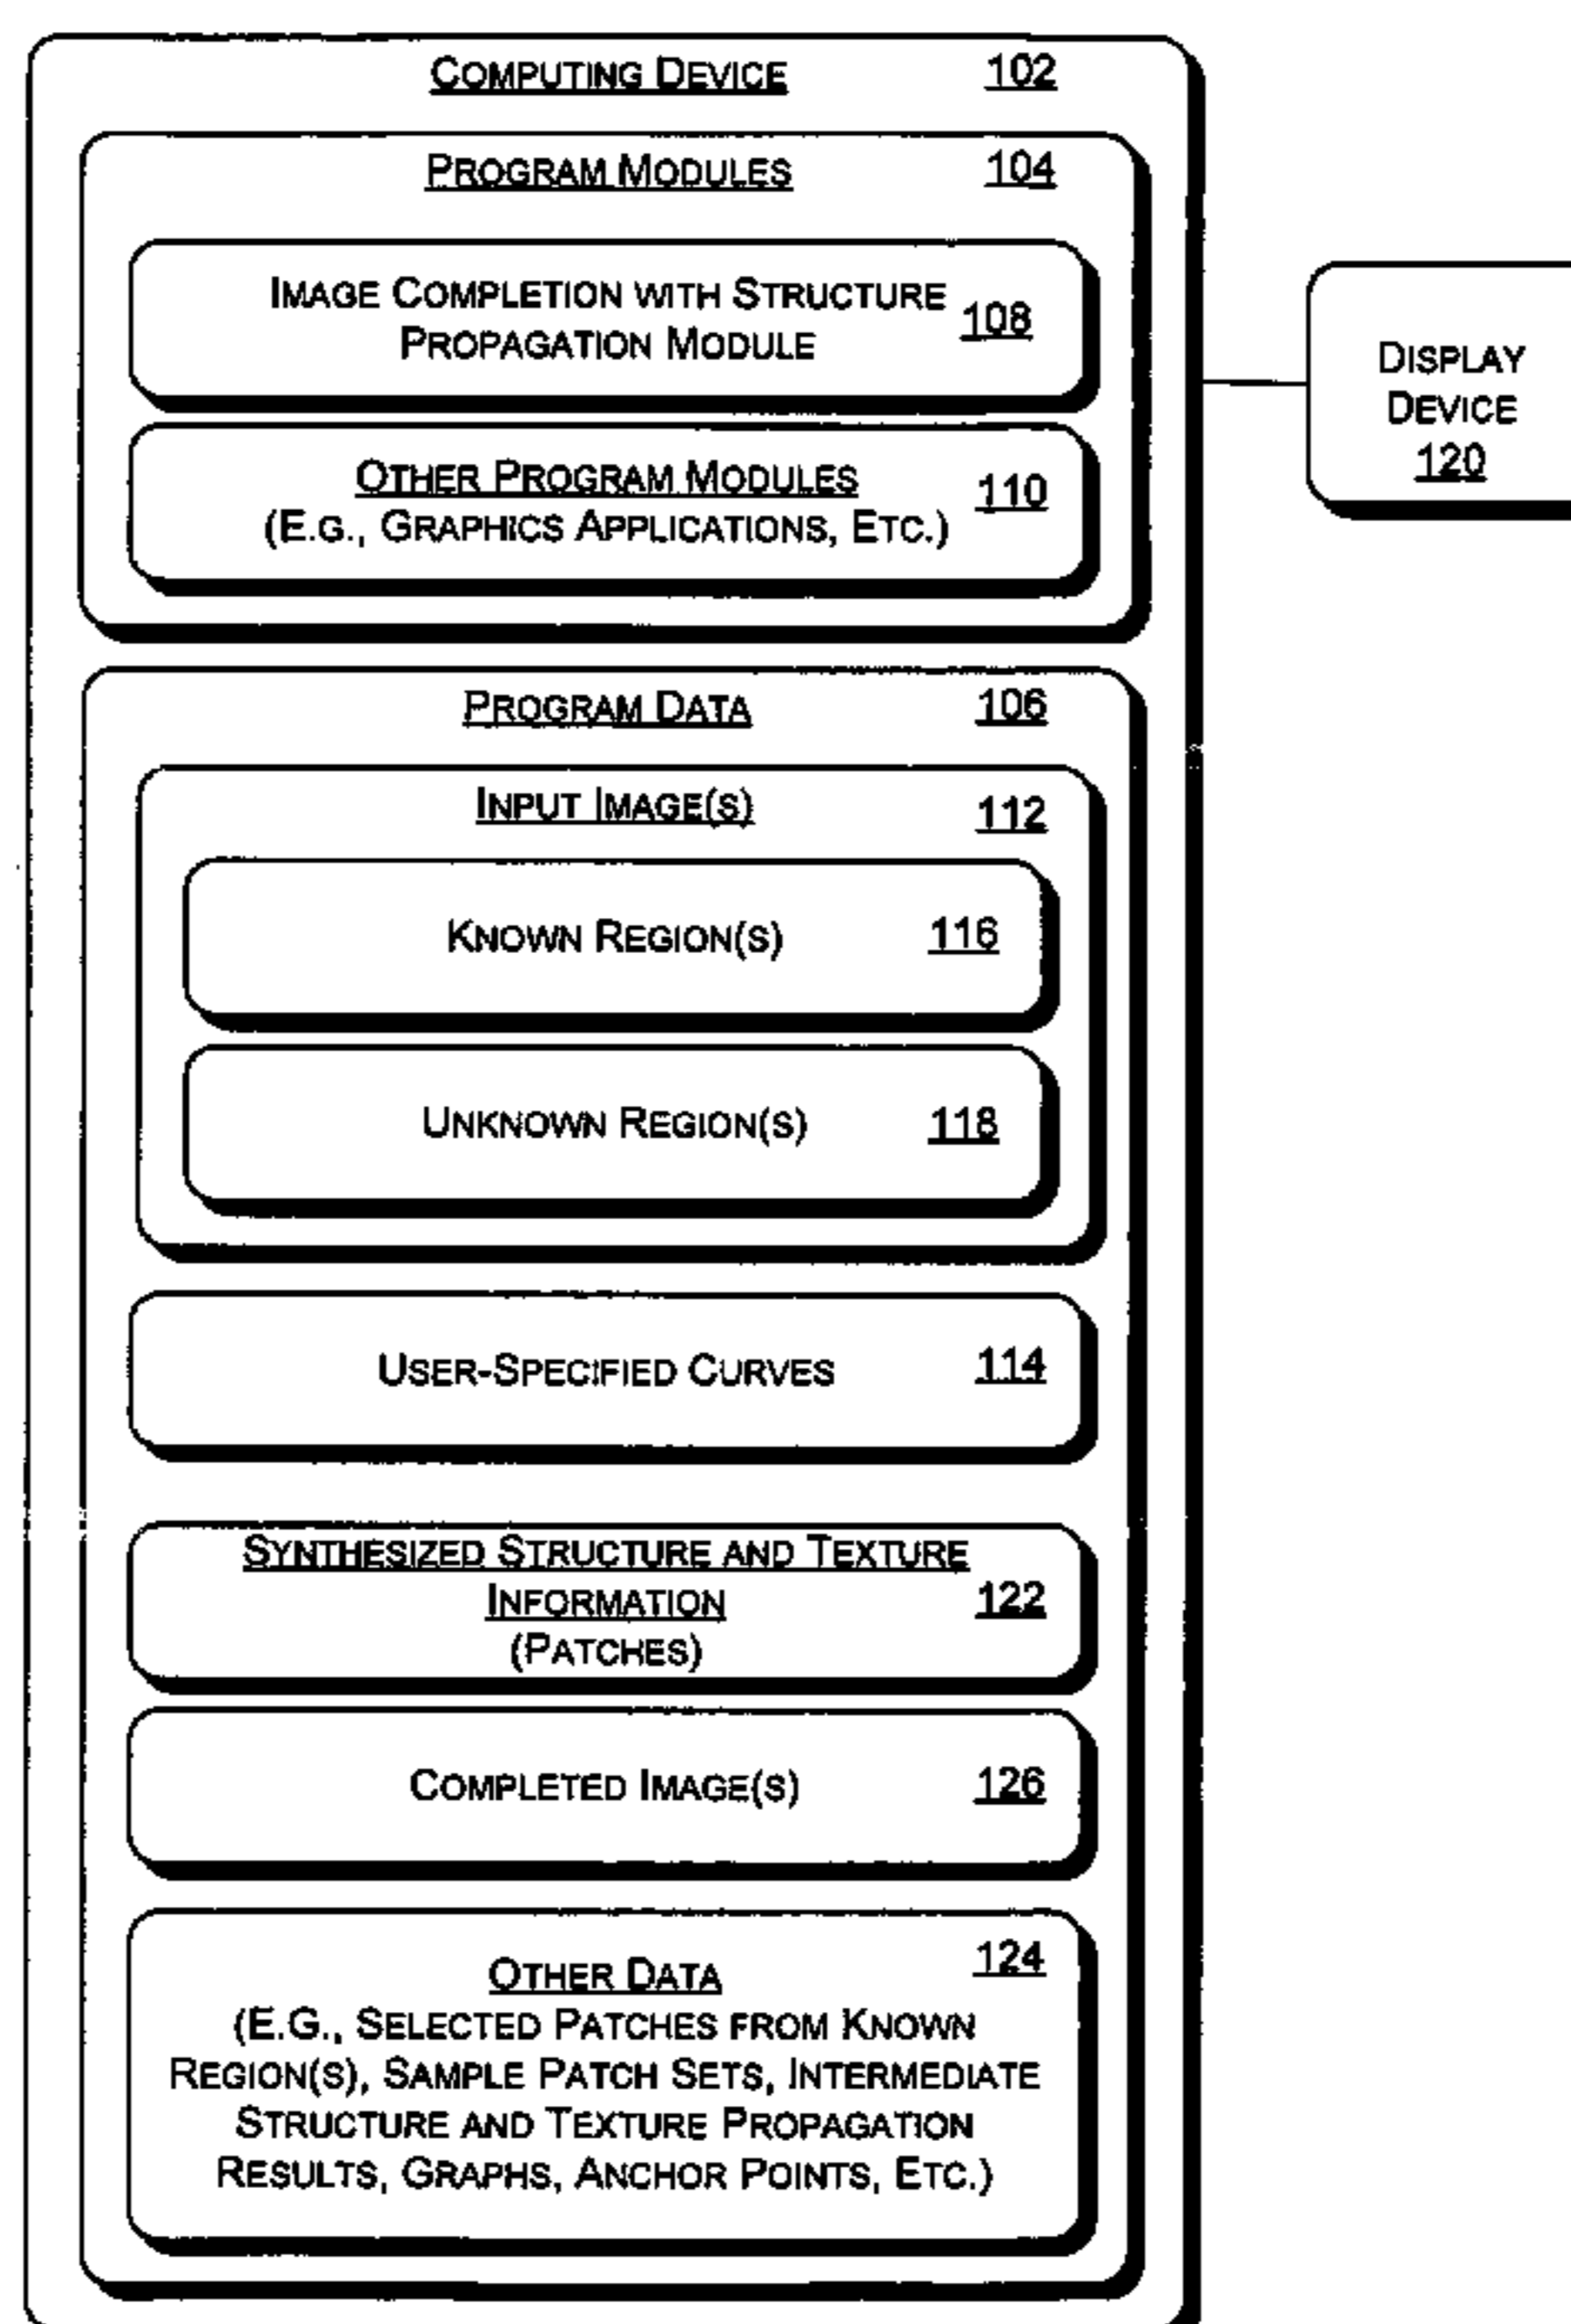 COMPUTING DEVICE 102
PROGRAM MODULES 104
IMAGE COMPLETION WITH STRUCTURE
PROPAGATION MODULE 108
OTHER PROGRAM MODULES 110
(E.G., GRAPHICS APPLICATIONS, ETC.)
DISPLAY
DEVICE
120
PROGRAM DATA 106
INPUT IMAGE(S) 112
KNOWN REGION(S) 116
UNKNOWN REGION(S) 118
USER-SPECIFIED CURVES 114
SYNTHESIZED STRUCTURE AND TEXTURE
INFORMATION 122
(PATCHES)
COMPLETED IMAGE(S) 126
OTHER DATA 124
(E.G., SELECTED PATCHES FROM KNOWN
REGION(S), SAMPLE PATCH SETS, INTERMEDIATE
STRUCTURE AND TEXTURE PROPAGATION
RESULTS, GRAPHS, ANCHOR POINTS, ETC.)